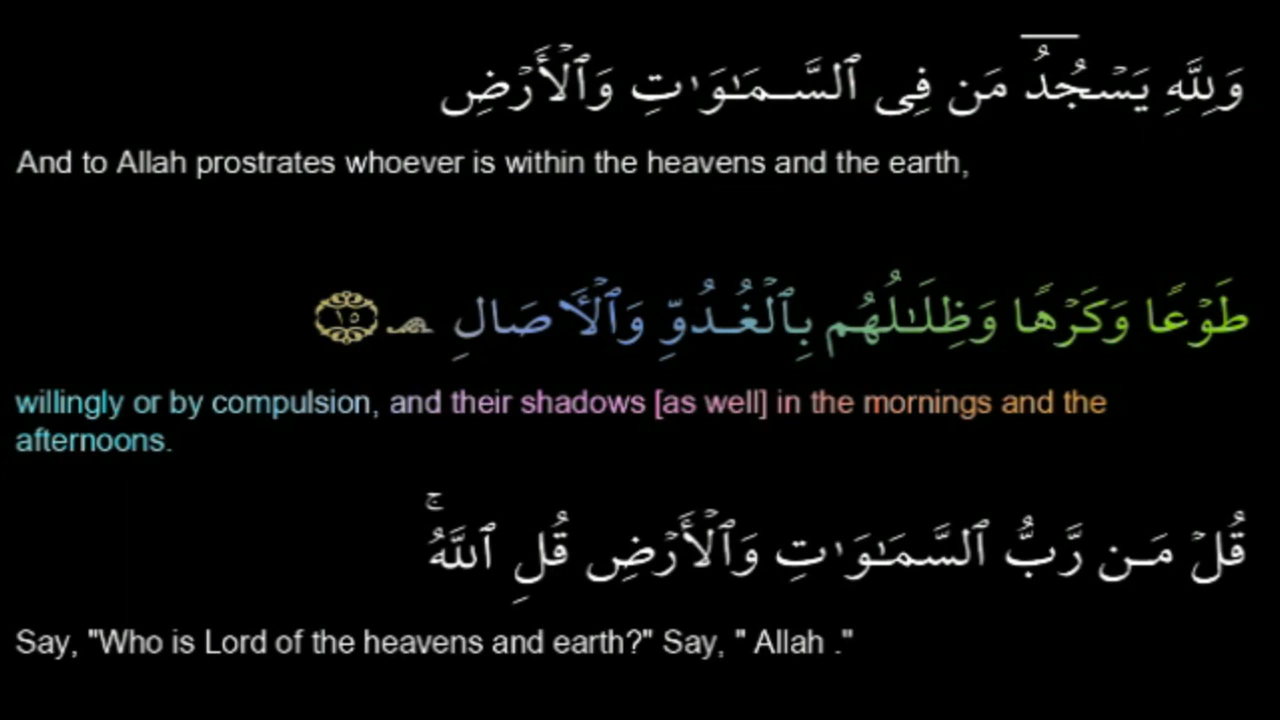 وَلِلَّهِ يَسْجُدُ مَن فِى ٱلسَّمَـٰوَٰتِ وَٱلْأَرْضِ
And to Allah prostrates whoever is within the heavens and the earth,
طَوْعًا وَكَرْهًا وَظِلَـٰلُهُم بِٱلْغُدُوِّ وَٱلْـَٔاصَالِ ۩ ١٥
willingly or by compulsion, and their shadows [as well] in the mornings and the
afternoons.
قُلْ مَن رَّبُّ ٱلسَّمَـٰوَٰتِ وَٱلْأَرْضِ قُلِ ٱللَّهُ ۚ
Say, "Who is Lord of the heavens and earth?" Say, " Allah ."